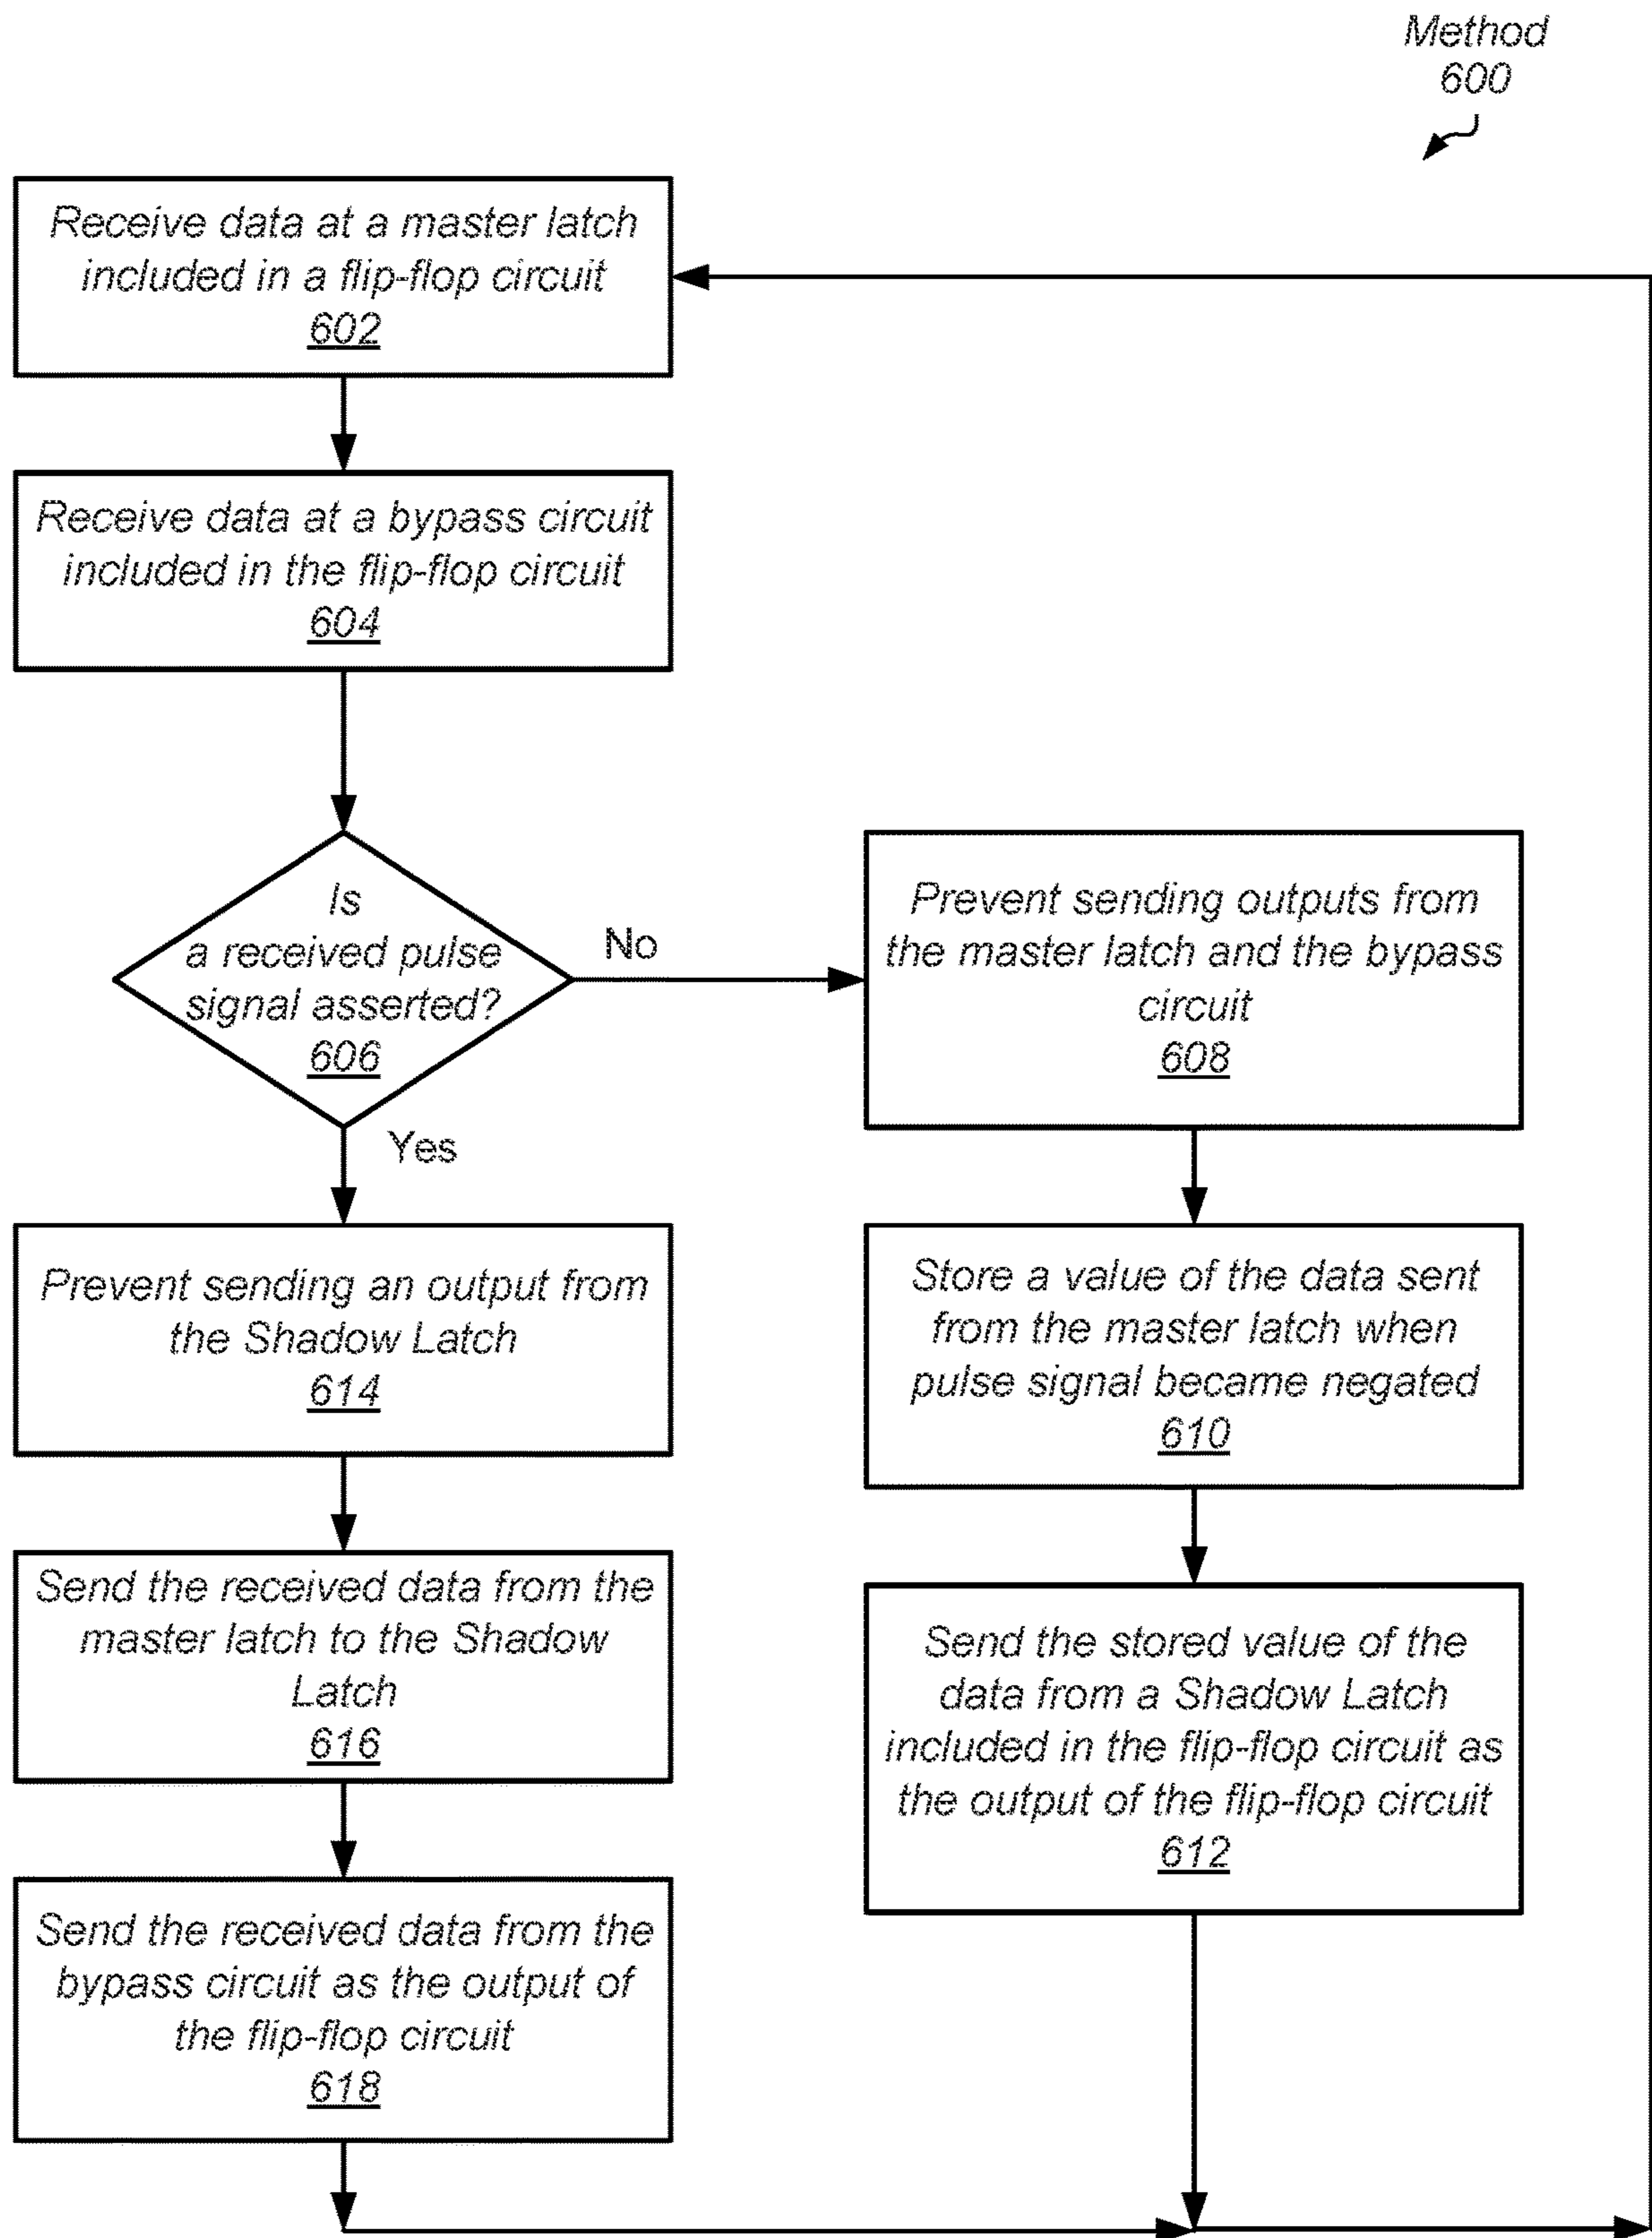 Method
600
Receive data at a master latch
included in a flip-flop circuit
602
Receive data at a bypass circuit
included in the flip-flop circuit
604
Is
a received pulse
signal asserted?
606
No
Yes
Prevent sending outputs from
the master latch and the bypass
circuit
608
Store a value of the data sent
from the master latch when
pulse signal became negated
610
Send the stored value of the
data from a Shadow Latch
included in the flip-flop circuit as
the output of the flip-flop circuit
612
Prevent sending an output from
the Shadow Latch
614
Send the received data from the
master latch to the Shadow
Latch
616
Send the received data from the
bypass circuit as the output of
the flip-flop circuit
618